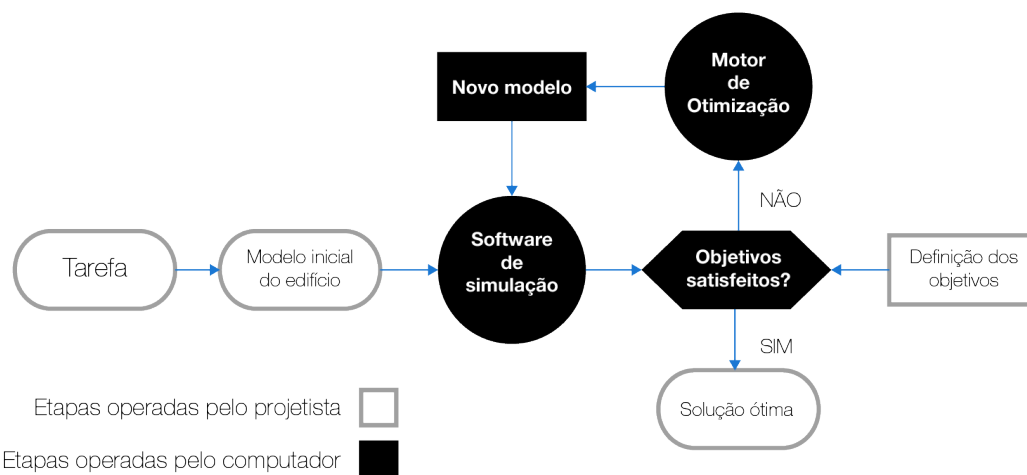 Motor
de
Otimização
Novo modelo
NÃO
Tarefa
Modelo inicial
do edifício
Software
de
simulação
Objetivos
satisfeitos?
Definição dos
objetivos
SIM
Solução ótima
Etapas operadas pelo projetista
Etapas operadas pelo computador